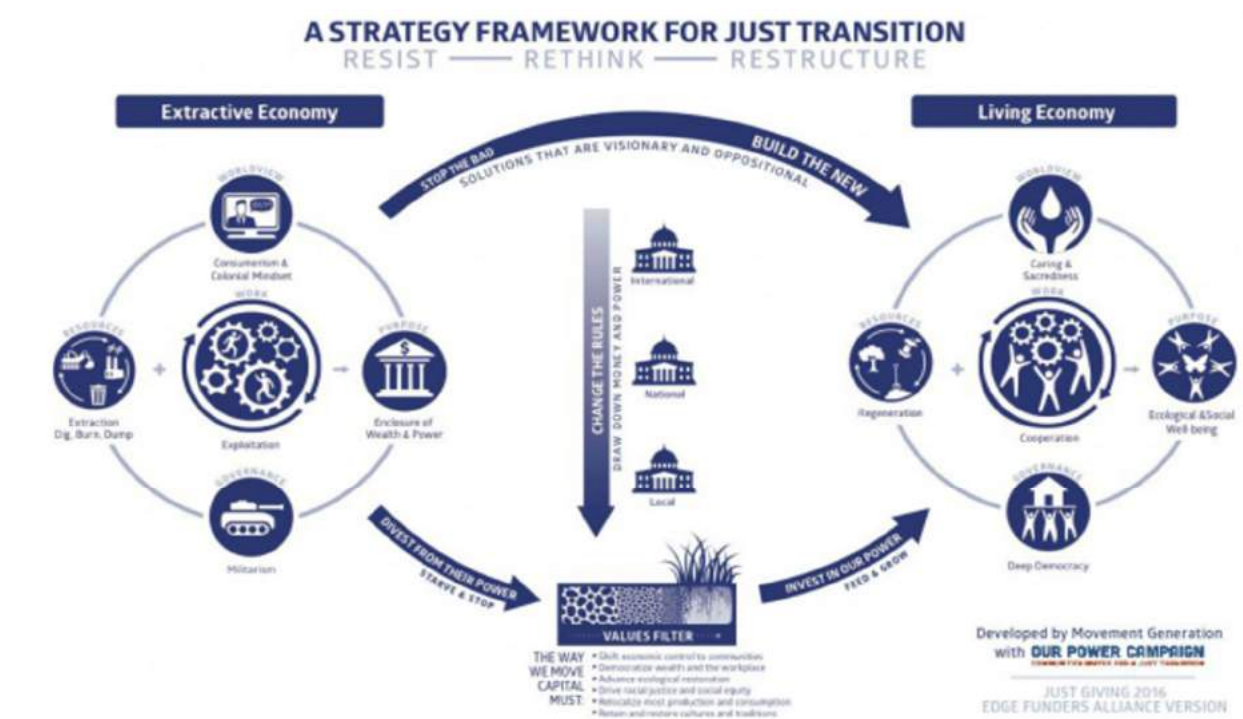 A STRATEGY FRAMEWORK FOR JUST TRANSITION
RESIST — RETHINK — RESTRUCTURE
Extractive Economy
WORLDVIEW
Consumerism &
Colonial Mindset
RESOURCES
Extraction
Dig, Burn, Dump
+
WORK
Exploitation
PURPOSE
$
Enclosure of
Wealth & Power
GOVERNANCE
Militarism
STOP THE BAD
BUILD THE NEW
SOLUTIONS THAT ARE VISIONARY AND OPPOSITIONAL
CHANGE THE RULES
DRAW DOWN MONEY AND POWER
International
National
Local
DIVEST FROM THEIR POWER
STARVE & STOP
VALUES FILTER
THE WAY
WE MOVE
CAPITAL
MUST:
• Shift economic control to communities
• Democratize wealth and the workplace
• Advance ecological restoration
• Drive racial justice and social equity
• Relocalize most production and consumption
• Retain and restore cultures and traditions
INVEST IN OUR POWER
FEED & GROW
Living Economy
WORLDVIEW
Caring &
Sacredness
RESOURCES
Regeneration
+
WORK
Cooperation
PURPOSE
Ecological & Social
Well-being
GOVERNANCE
Deep Democracy
Developed by Movement Generation
with OUR POWER CAMPAIGN
COMMUNITIES UNITED FOR A JUST TRANSITION
JUST GIVING 2016
EDGE FUNDERS ALLIANCE VERSION